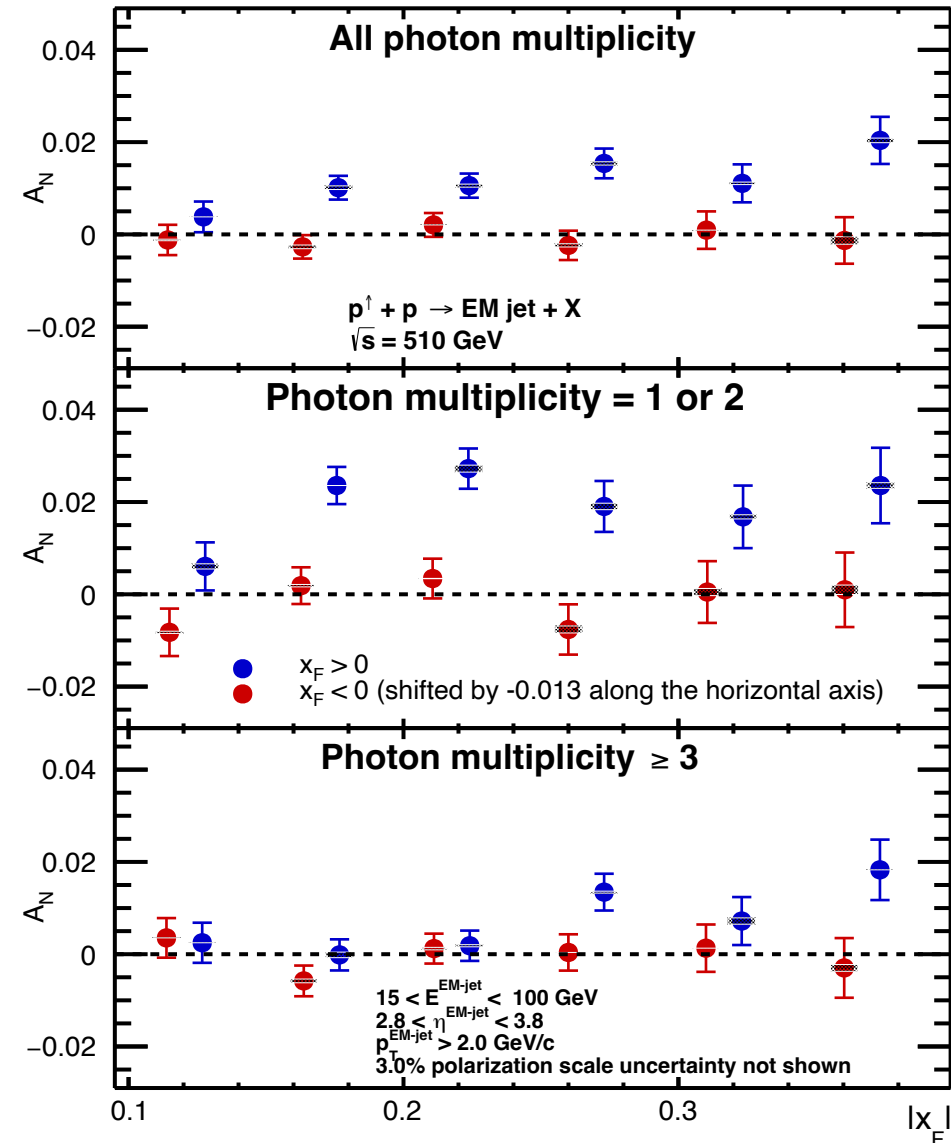 All photon multiplicity
0.04
0.02
0
−0.02
A_N
p↑ + p → EM jet + X
√s = 510 GeV
Photon multiplicity = 1 or 2
0.04
0.02
0
−0.02
A_N
x_F > 0
x_F < 0 (shifted by -0.013 along the horizontal axis)
Photon multiplicity ≥ 3
0.04
0.02
0
−0.02
A_N
15 < E^EM-jet < 100 GeV
2.8 < η^EM-jet < 3.8
p_T^EM-jet > 2.0 GeV/c
3.0% polarization scale uncertainty not shown
0.1 0.2 0.3
|x_F|